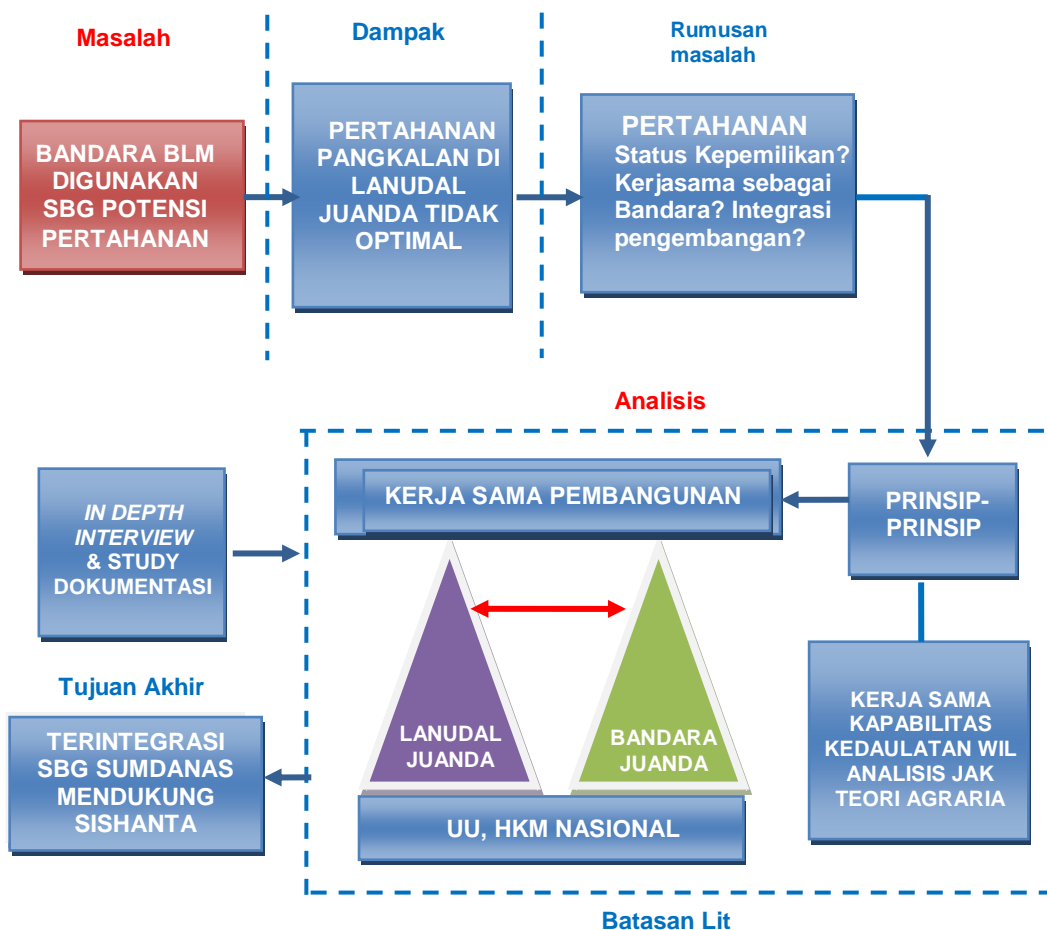 Masalah
Dampak
Rumusan
masalah
BANDARA BLM
DIGUNAKAN
SBG POTENSI
PERTAHANAN
PERTAHANAN
PANGKALAN DI
LANUDAL
JUANDA TIDAK
OPTIMAL
PERTAHANAN
Status Kepemilikan?
Kerjasama sebagai
Bandara? Integrasi
pengembangan?
Analisis
IN DEPTH
INTERVIEW
& STUDY
DOKUMENTASI
KERJA SAMA PEMBANGUNAN
PRINSIP-
PRINSIP
LANUDAL
JUANDA
BANDARA
JUANDA
KERJA SAMA
KAPABILITAS
KEDAULATAN WIL
ANALISIS JAK
TEORI AGRARIA
UU, HKM NASIONAL
Tujuan Akhir
TERINTEGRASI
SBG SUMDANAS
MENDUKUNG
SISHANTA
Batasan Lit